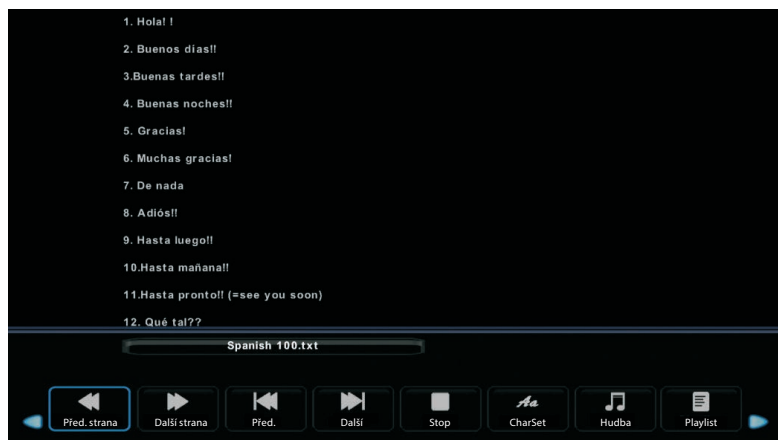 1. Hola! !
2. Buenos días!!
3.Buenas tardes!!
4. Buenas noches!!
5. Gracias!
6. Muchas gracias!
7. De nada
8. Adiós!!
9. Hasta luego!!
10.Hasta mañana!!
11.Hasta pronto!! (=see you soon)
12. Qué tal??
Spanish 100.txt
Aa
Před. strana Další strana Před. Další Stop CharSet Hudba Playlist